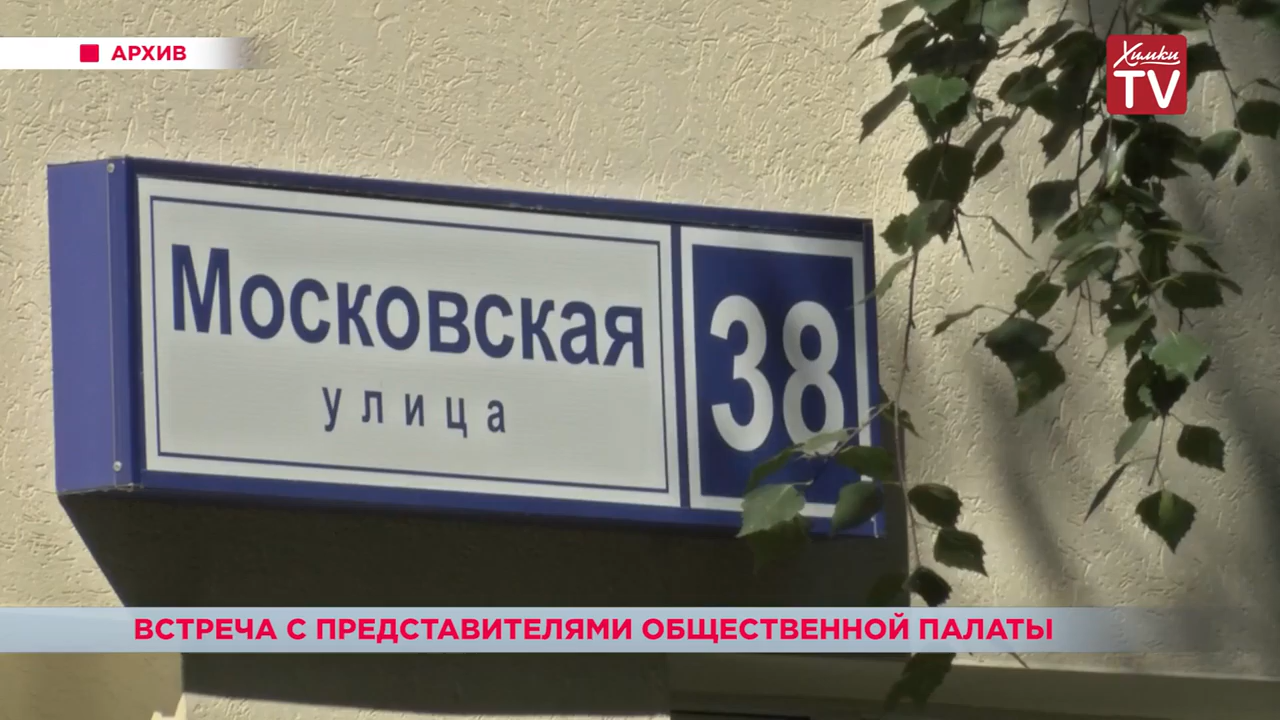 АРХИВ
Химки
TV
Московская
улица
38
ВСТРЕЧА С ПРЕДСТАВИТЕЛЯМИ ОБЩЕСТВЕННОЙ ПАЛАТЫ